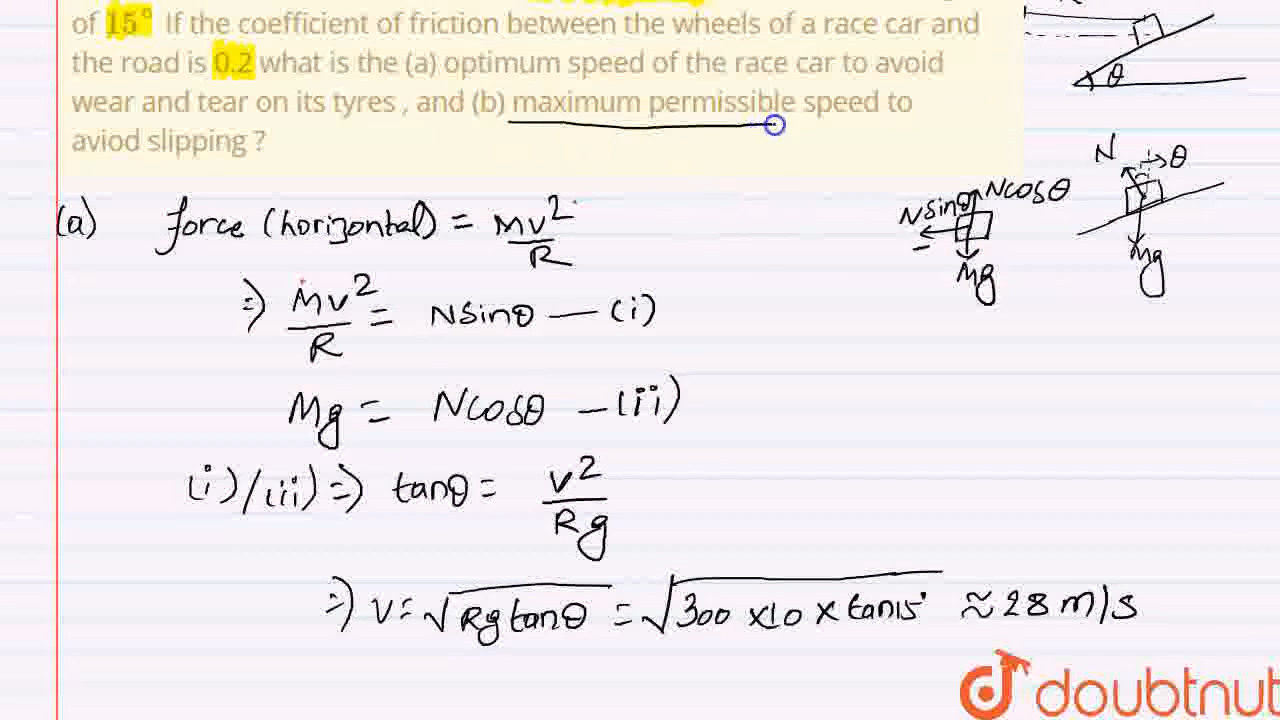 of 15° If the coefficient of friction between the wheels of a race car and
the road is 0.2 what is the (a) optimum speed of the race car to avoid
wear and tear on its tyres , and (b) maximum permissible speed to
aviod slipping ?
θ
N
θ
Nsinθ
Ncosθ
Mg
Mg
(a) force (horizontal) = Mv²/R
=> Mv²/R = Nsinθ — (i)
Mg = Ncosθ — (ii)
(i)/(ii) => tanθ = v²/Rg
=> v = √Rg tanθ = √300 x10 x tan15° ≈ 28 m/s
doubtnut